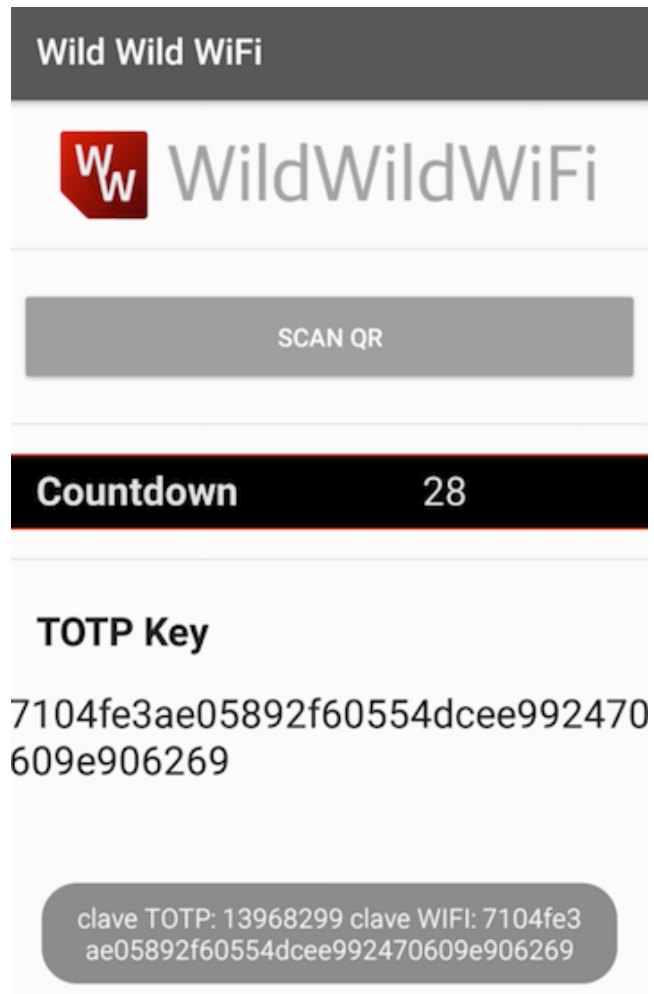 Wild Wild WiFi
WW WildWildWiFi
SCAN QR
Countdown 28
TOTP Key
7104fe3ae05892f60554dcee992470
609e906269
clave TOTP: 13968299 clave WIFI: 7104fe3
ae05892f60554dcee992470609e906269